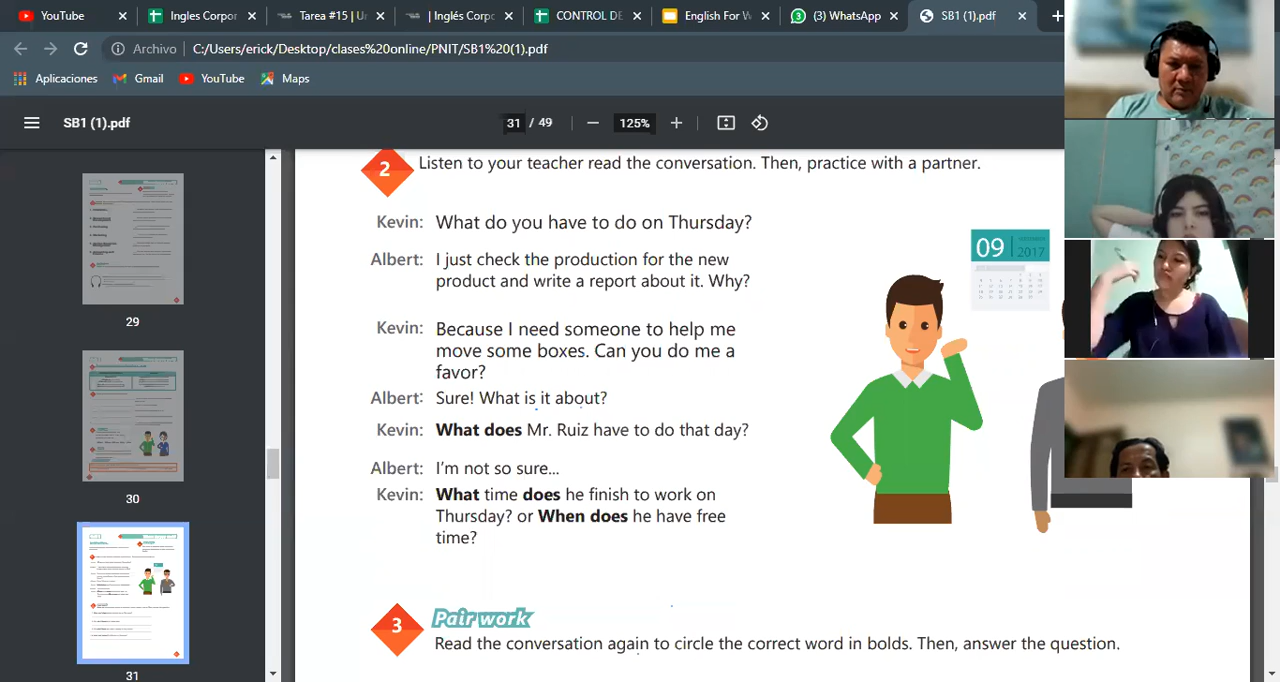 YouTube
Ingles Corpor
Tarea #15 | U
| Inglés Corpo
CONTROL DE
English For W
(3) WhatsApp
SB1 (1).pdf
Archivo
C:/Users/erick/Desktop/clases%20online/PNIT/SB1%20(1).pdf
Aplicaciones
Gmail
YouTube
Maps
SB1 (1).pdf
31 / 49
125%
29
30
31
2 Listen to your teacher read the conversation. Then, practice with a partner.
Kevin: What do you have to do on Thursday?
Albert: I just check the production for the new
product and write a report about it. Why?
Kevin: Because I need someone to help me
move some boxes. Can you do me a
favor?
Albert: Sure! What is it about?
Kevin: What does Mr. Ruiz have to do that day?
Albert: I'm not so sure...
Kevin: What time does he finish to work on
Thursday? or When does he have free
time?
09
2017
3 Pair work
Read the conversation again to circle the correct word in bolds. Then, answer the question.